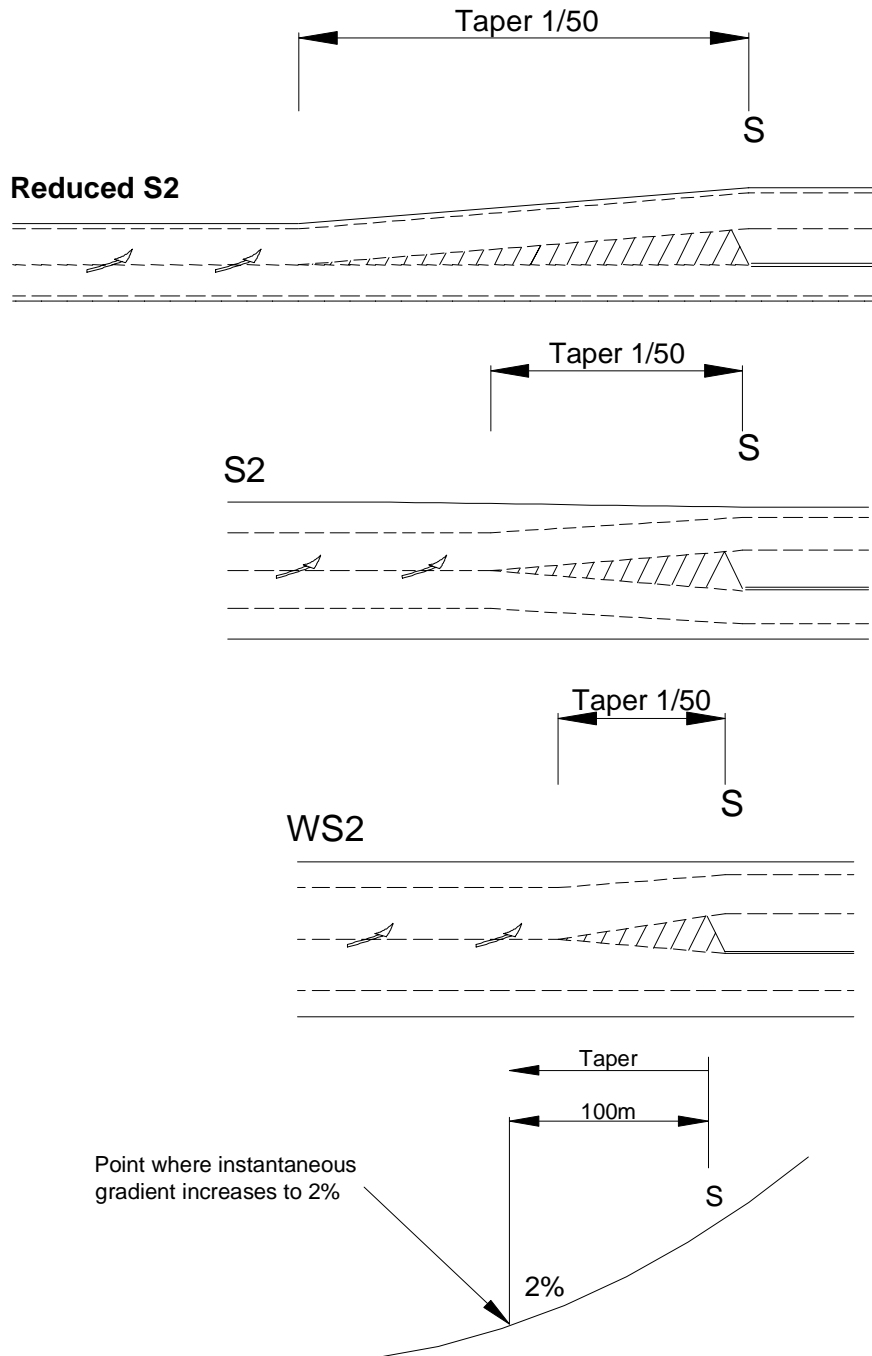 Taper 1/50
S
Reduced S2
Taper 1/50
S
S2
Taper 1/50
S
WS2
Taper
100m
Point where instantaneous
gradient increases to 2%
S
2%